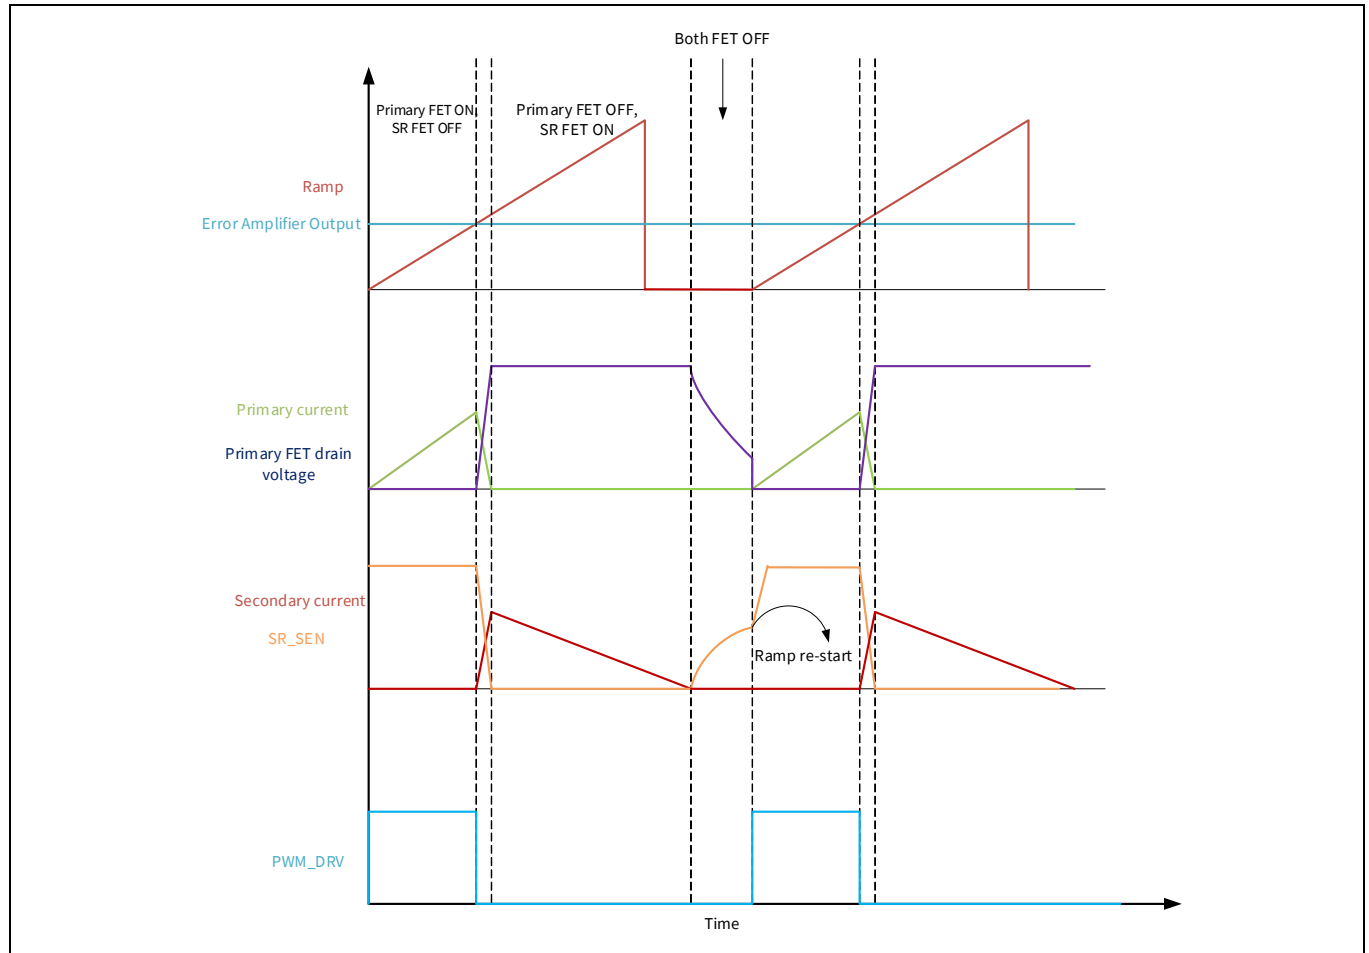 Both FET OFF
Primary FET ON,
SR FET OFF
Primary FET OFF,
SR FET ON
Ramp
Error Amplifier Output
Primary current
Primary FET drain
voltage
Secondary current
SR_SEN
Ramp re-start
PWM_DRV
Time